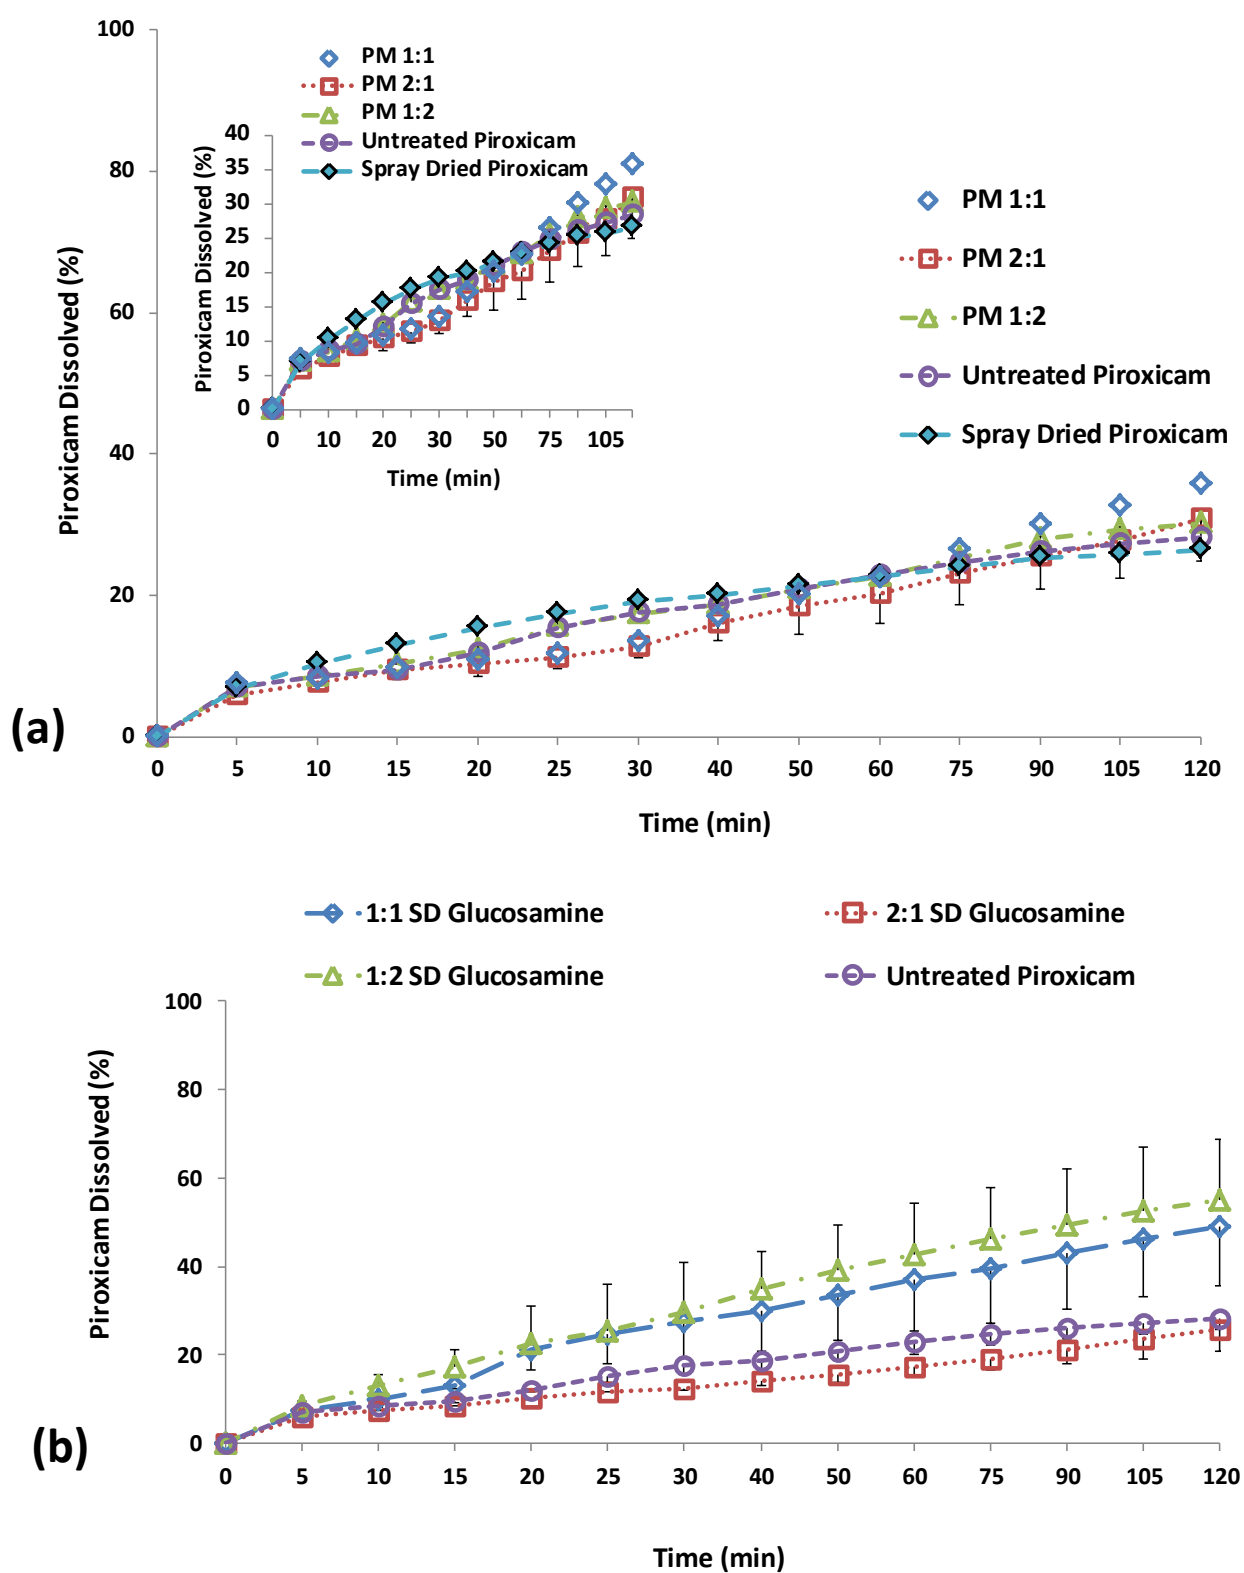 100
80
60
40
20
0
Piroxicam Dissolved (%)
PM 1:1
PM 2:1
PM 1:2
Untreated Piroxicam
Spray Dried Piroxicam
40
35
30
25
20
15
10
5
0
Piroxicam Dissolved (%)
0 10 20 30 50 75 105
Time (min)
PM 1:1
PM 2:1
PM 1:2
Untreated Piroxicam
Spray Dried Piroxicam
(a)
0 5 10 15 20 25 30 40 50 60 75 90 105 120
Time (min)
1:1 SD Glucosamine 2:1 SD Glucosamine
1:2 SD Glucosamine Untreated Piroxicam
100
80
60
40
20
0
Piroxicam Dissolved (%)
(b)
0 5 10 15 20 25 30 40 50 60 75 90 105 120
Time (min)